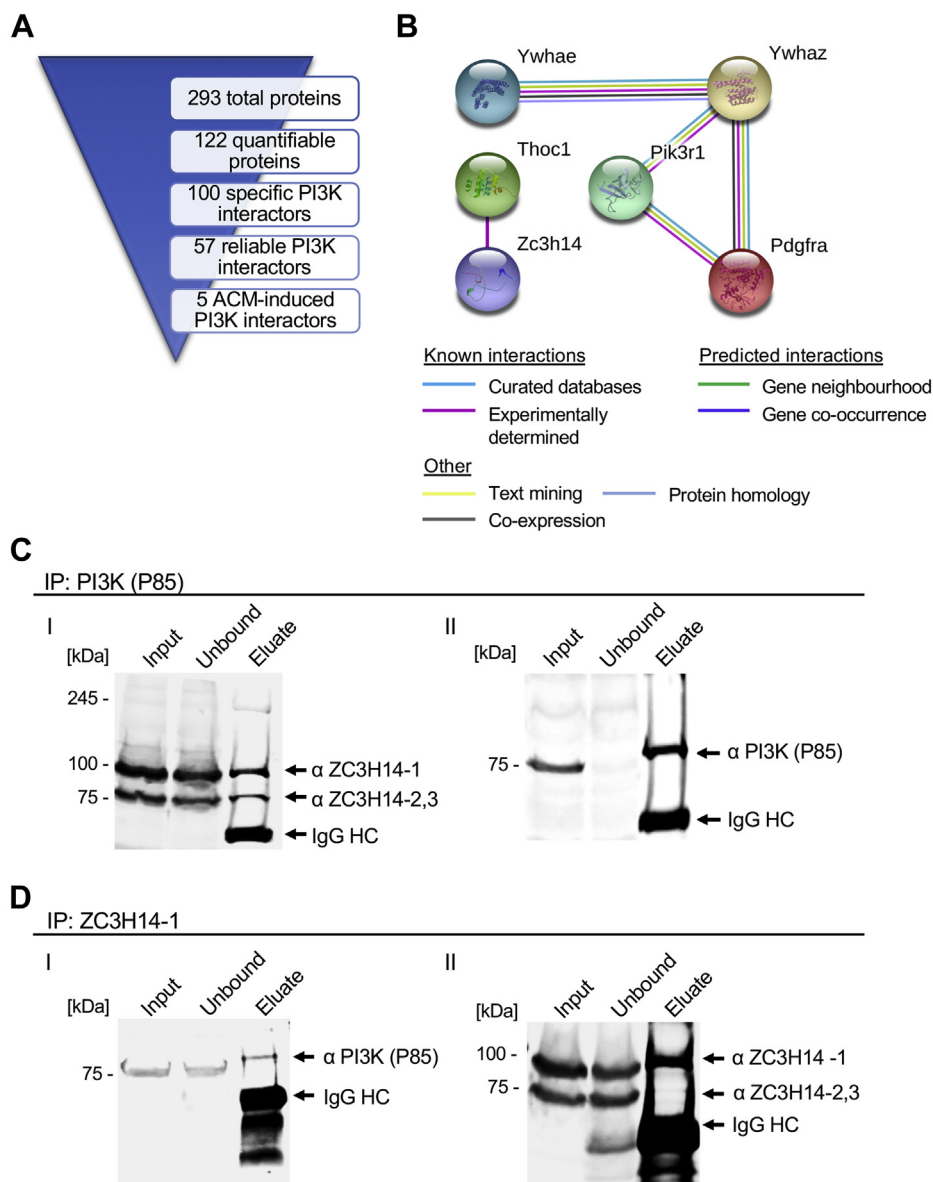 A
293 total proteins
122 quantifiable
proteins
100 specific PI3K
interactors
57 reliable PI3K
interactors
5 ACM-induced
PI3K interactors
B
Ywhae
Ywhaz
Thoc1
Pik3r1
Zc3h14
Pdgfra
Known interactions
Curated databases
Experimentally
determined
Predicted interactions
Gene neighbourhood
Gene co-occurrence
Other
Text mining
Protein homology
Co-expression
C
IP: PI3K (P85)
I
[kDa]
Input
Unbound
Eluate
245 -
100 -
75 -
α ZC3H14-1
α ZC3H14-2,3
IgG HC
II
[kDa]
Input
Unbound
Eluate
75 -
α PI3K (P85)
IgG HC
D
IP: ZC3H14-1
I
[kDa]
Input
Unbound
Eluate
75 -
α PI3K (P85)
IgG HC
II
[kDa]
Input
Unbound
Eluate
100 -
75 -
α ZC3H14 -1
α ZC3H14-2,3
IgG HC